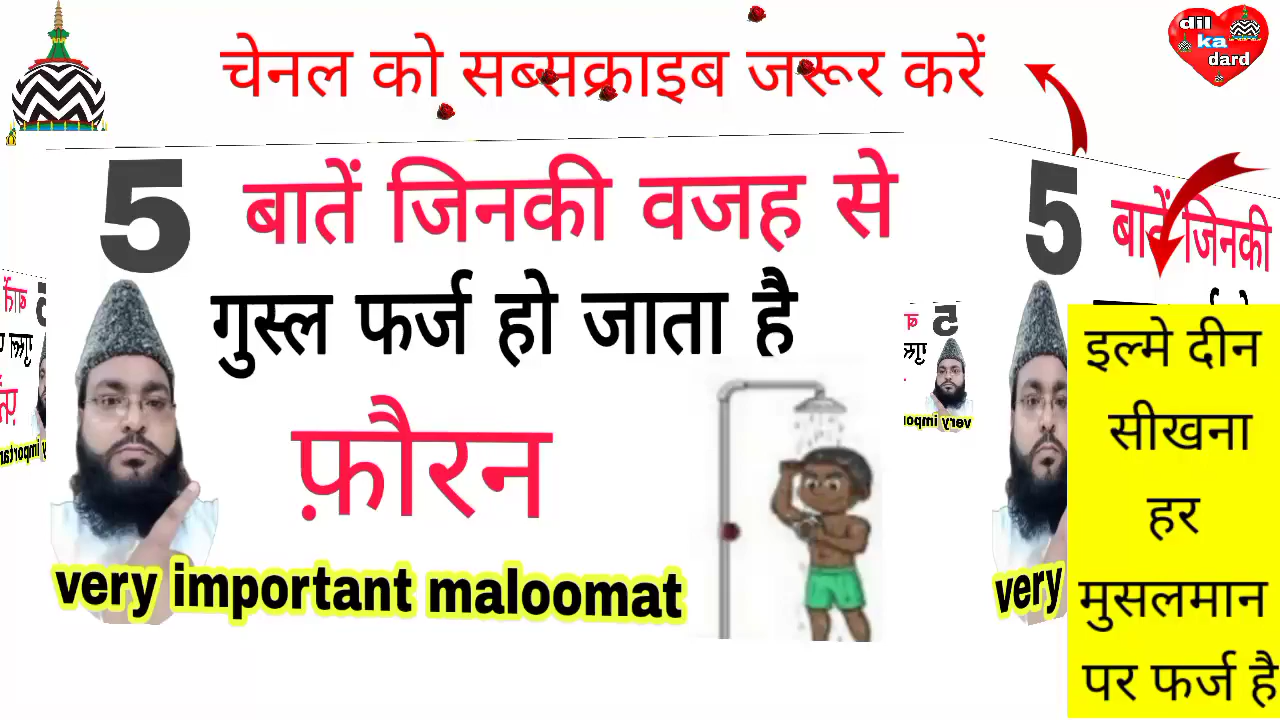 चेनल को सब्सक्राइब जरूर करें
dil
ka
dard
5 बातें जिनकी वजह से
गुस्ल फर्ज हो जाता है
फ़ौरन
very important maloomat
5 बातें जिनकी
very
इल्मे दीन
सीखना
हर
मुसलमान
पर फर्ज है